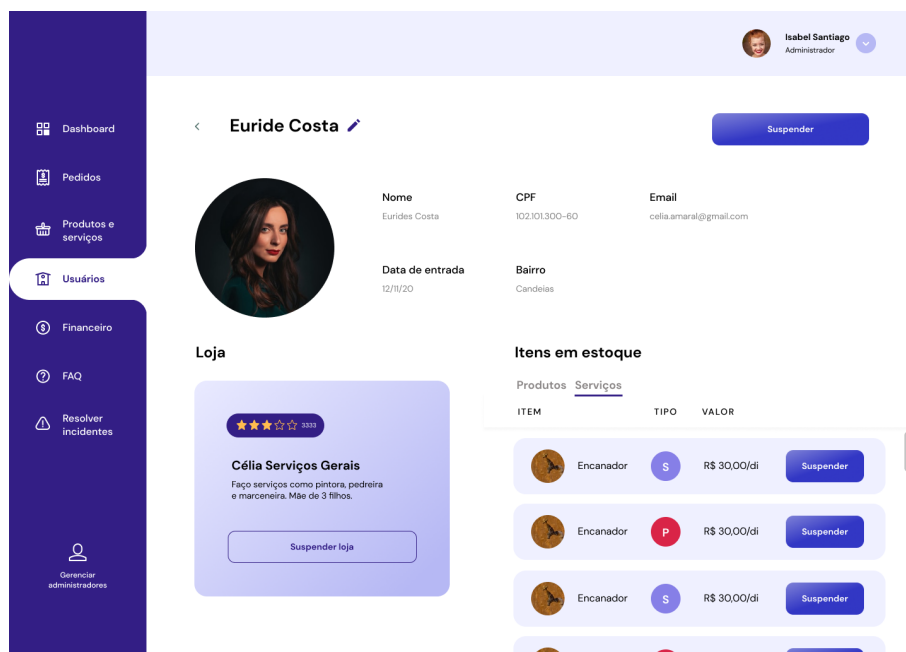 Isabel Santiago
Administrador
Dashboard
Pedidos
Produtos e
serviços
Usuários
Financeiro
FAQ
Resolver
incidentes
Gerenciar
administradores
Euride Costa
Suspender
Nome
Eurides Costa
CPF
102.101.300-60
Email
celia.amaral@gmail.com
Data de entrada
12/11/20
Bairro
Candeias
Loja
3333
Célia Serviços Gerais
Faço serviços como pintora, pedreira
e marceneira. Mãe de 3 filhos.
Suspender loja
Itens em estoque
Produtos Serviços
ITEM TIPO VALOR
Encanador S R$ 30,00/di Suspender
Encanador P R$ 30,00/di Suspender
Encanador S R$ 30,00/di Suspender